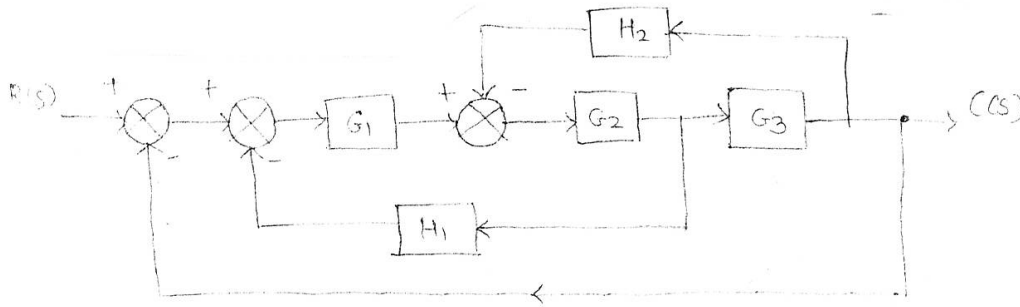 H₂
R(S) + + G₁ + - G₂ G₃ C(S)
- -
H₁